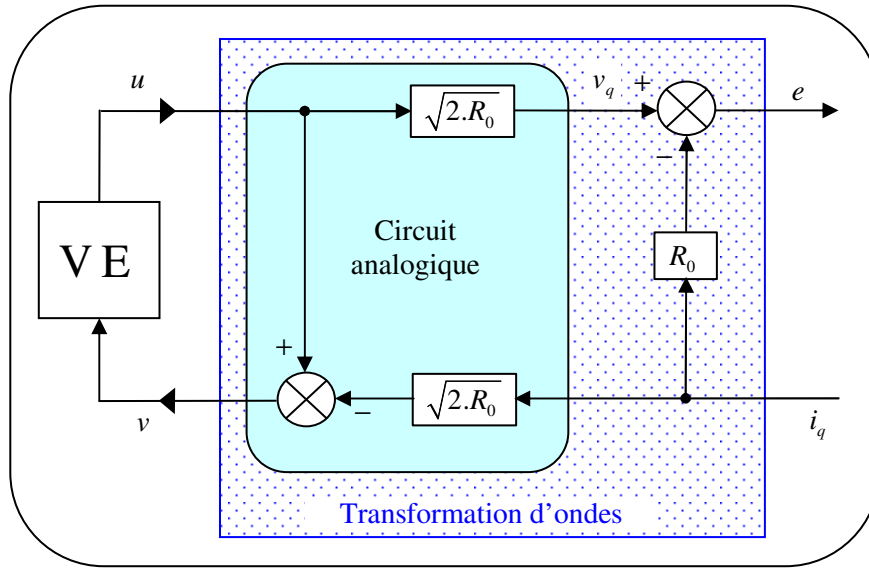 u
√2.R₀
v_q
+
e
−
V E
Circuit
analogique
R₀
+
v
−
√2.R₀
i_q
Transformation d'ondes